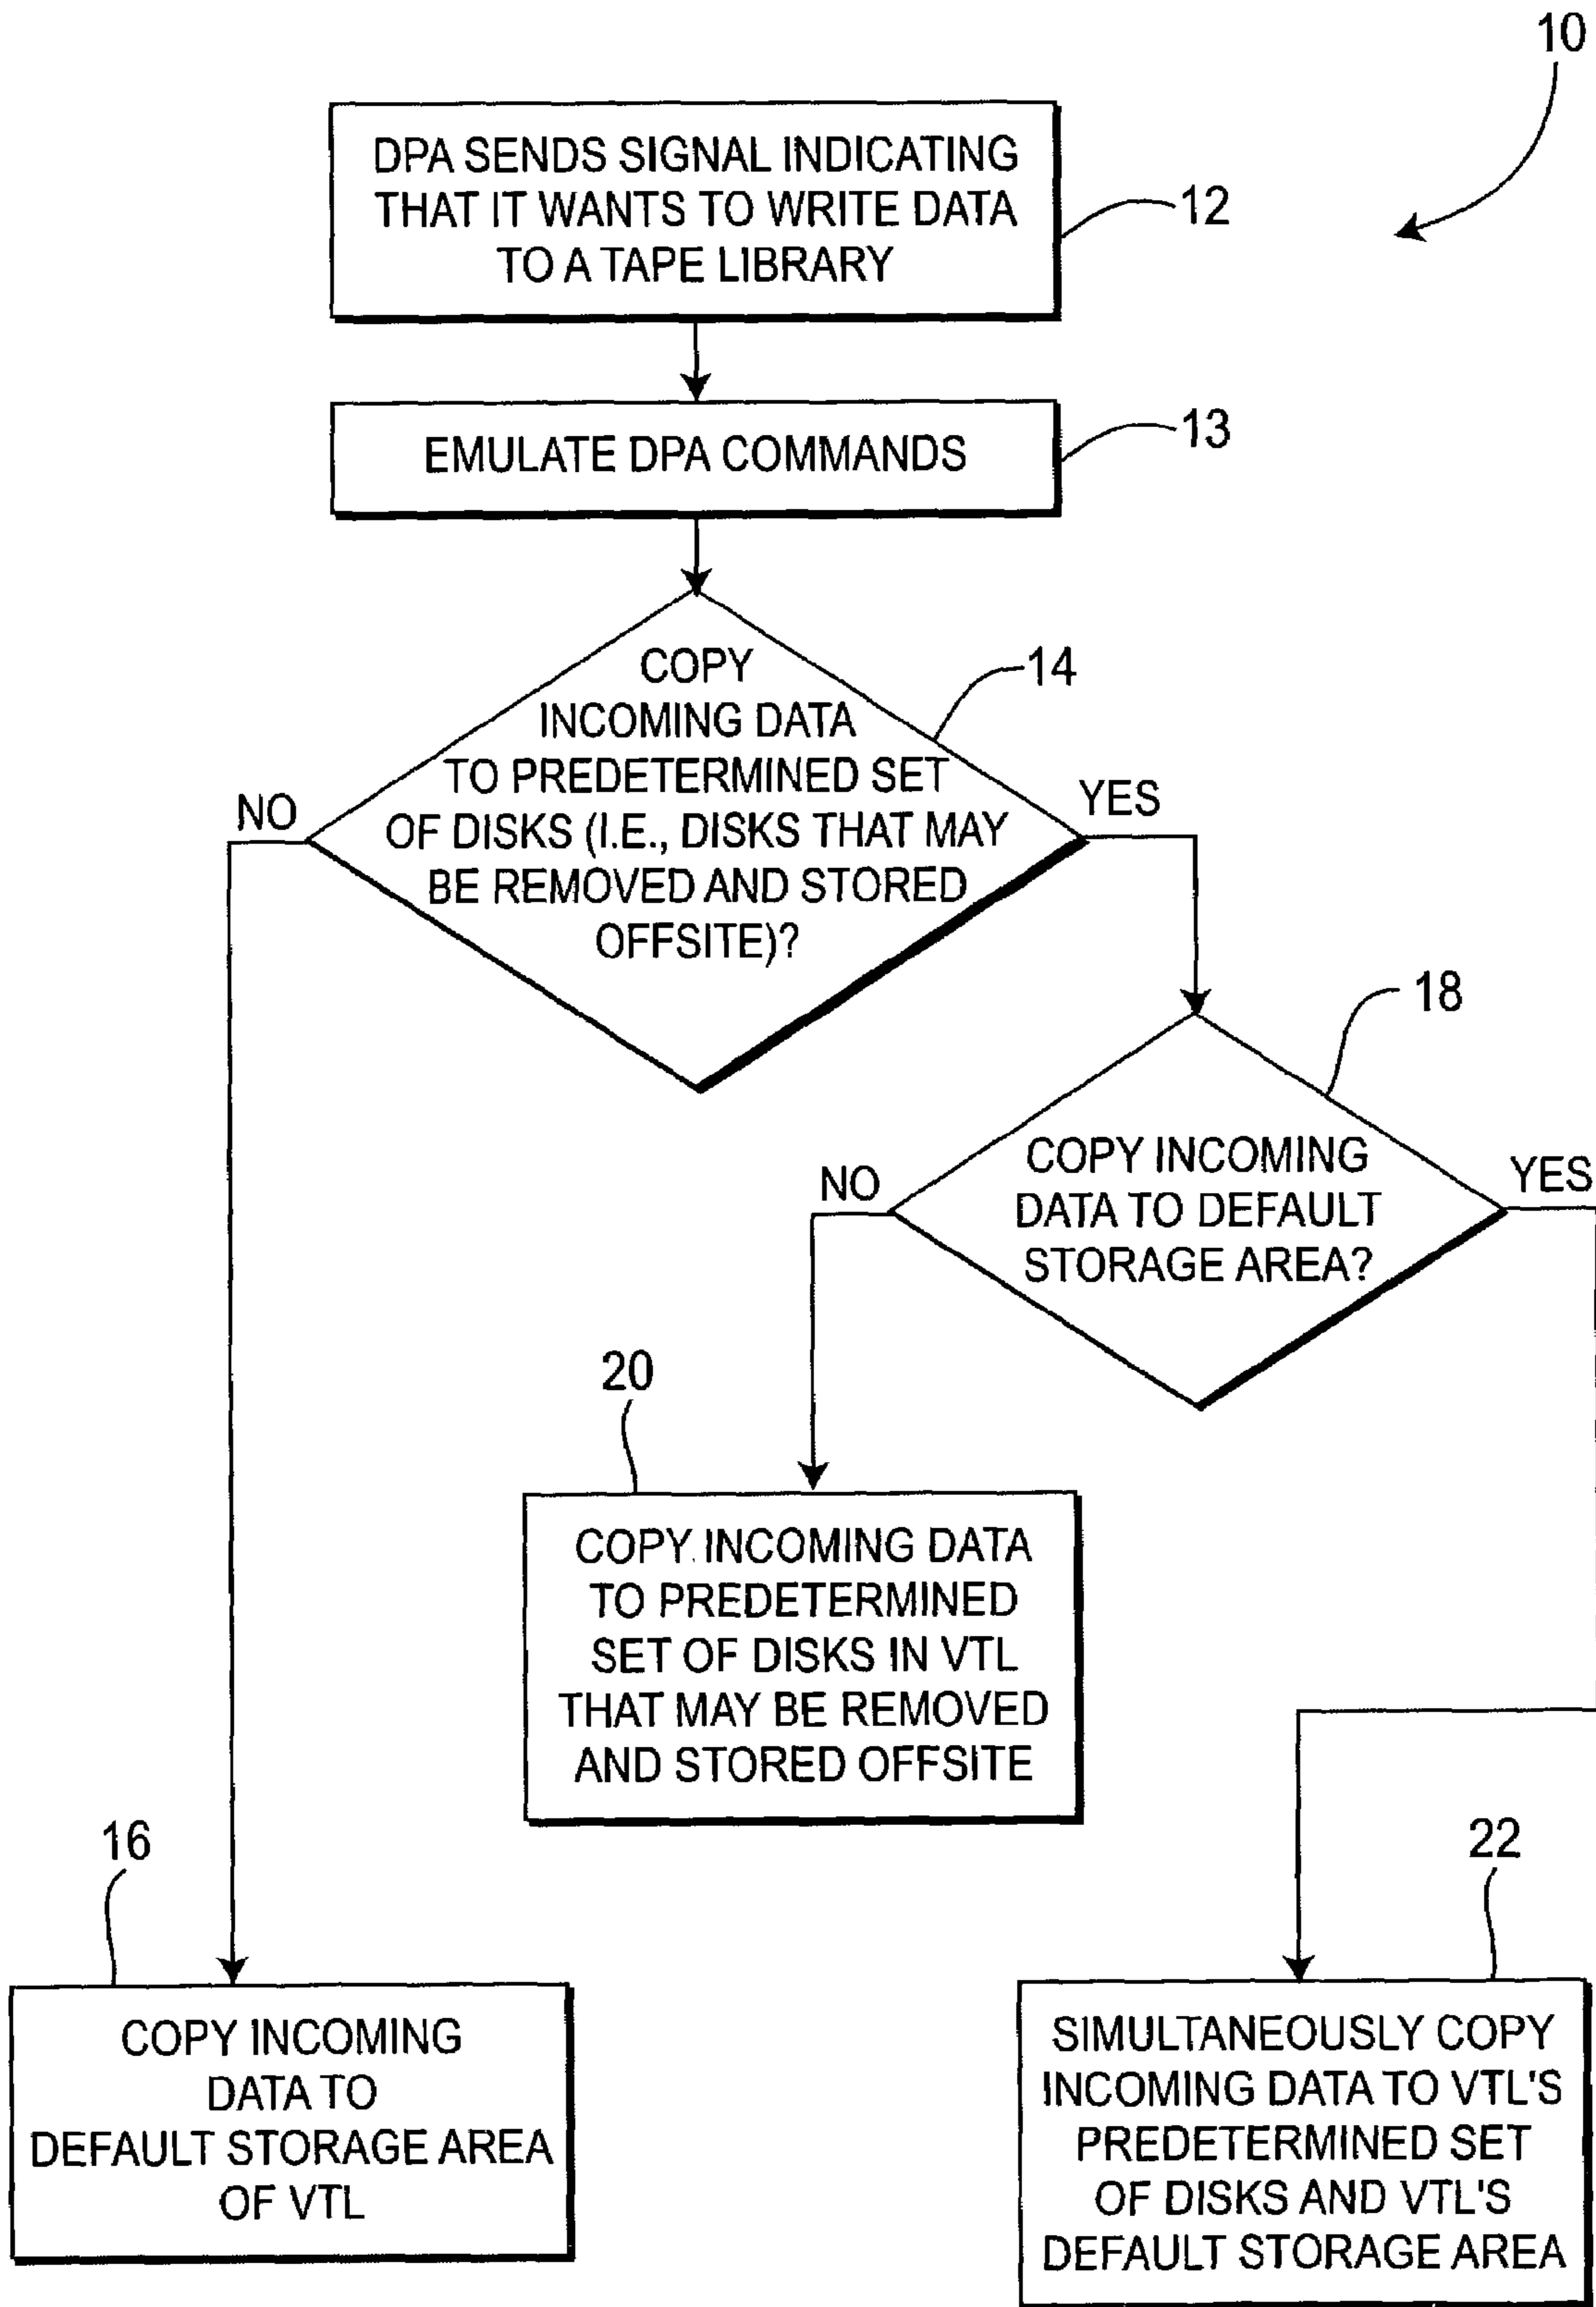 10
DPA SENDS SIGNAL INDICATING
THAT IT WANTS TO WRITE DATA
TO A TAPE LIBRARY
12
EMULATE DPA COMMANDS
13
COPY
INCOMING DATA
TO PREDETERMINED SET
OF DISKS (I.E., DISKS THAT MAY
BE REMOVED AND STORED
OFFSITE)?
14
NO
YES
18
COPY INCOMING
DATA TO DEFAULT
STORAGE AREA?
NO
YES
20
COPY INCOMING DATA
TO PREDETERMINED
SET OF DISKS IN VTL
THAT MAY BE REMOVED
AND STORED OFFSITE
16
COPY INCOMING
DATA TO
DEFAULT STORAGE AREA
OF VTL
22
SIMULTANEOUSLY COPY
INCOMING DATA TO VTL'S
PREDETERMINED SET
OF DISKS AND VTL'S
DEFAULT STORAGE AREA